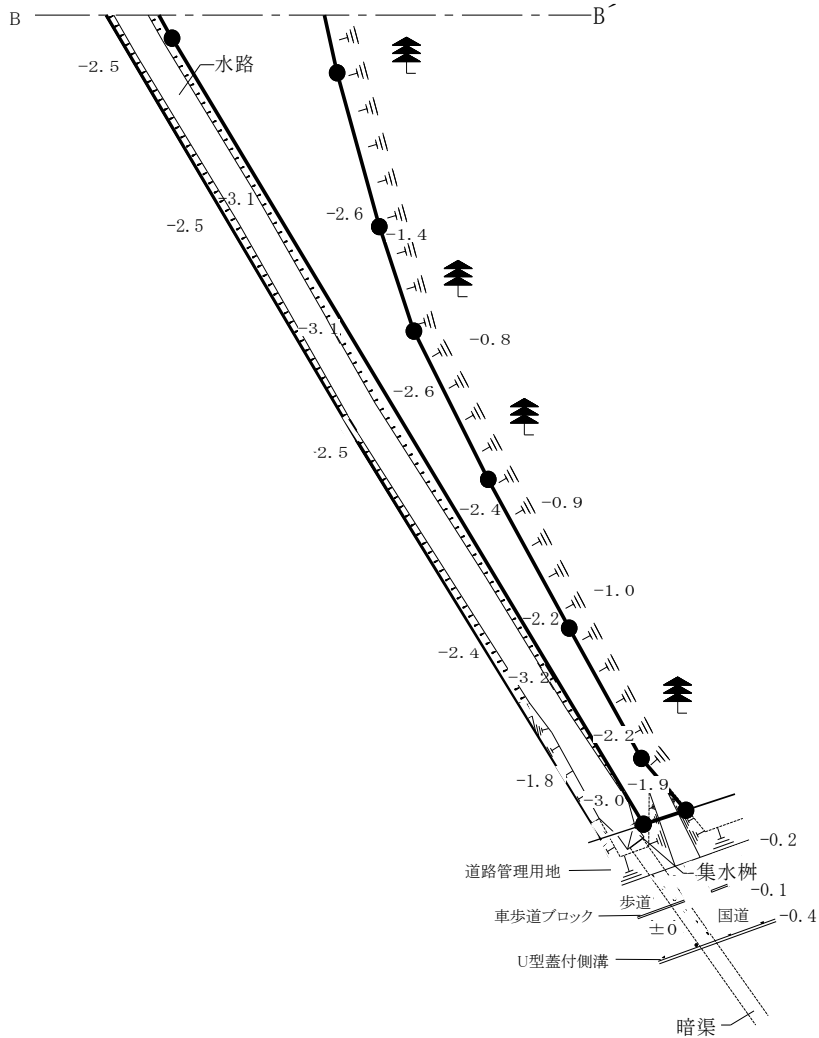 B
B′
-2.5
水路
-3.1
-2.6
-2.5
-1.4
-3.1
-0.8
-2.6
-2.5
-0.9
-2.4
-1.0
-2.2
-2.4
-3.2
-2.2
-1.8
-1.9
-3.0
-0.2
道路管理用地
集水桝
-0.1
歩道
車歩道ブロック
国道
-0.4
±0
U型蓋付側溝
暗渠